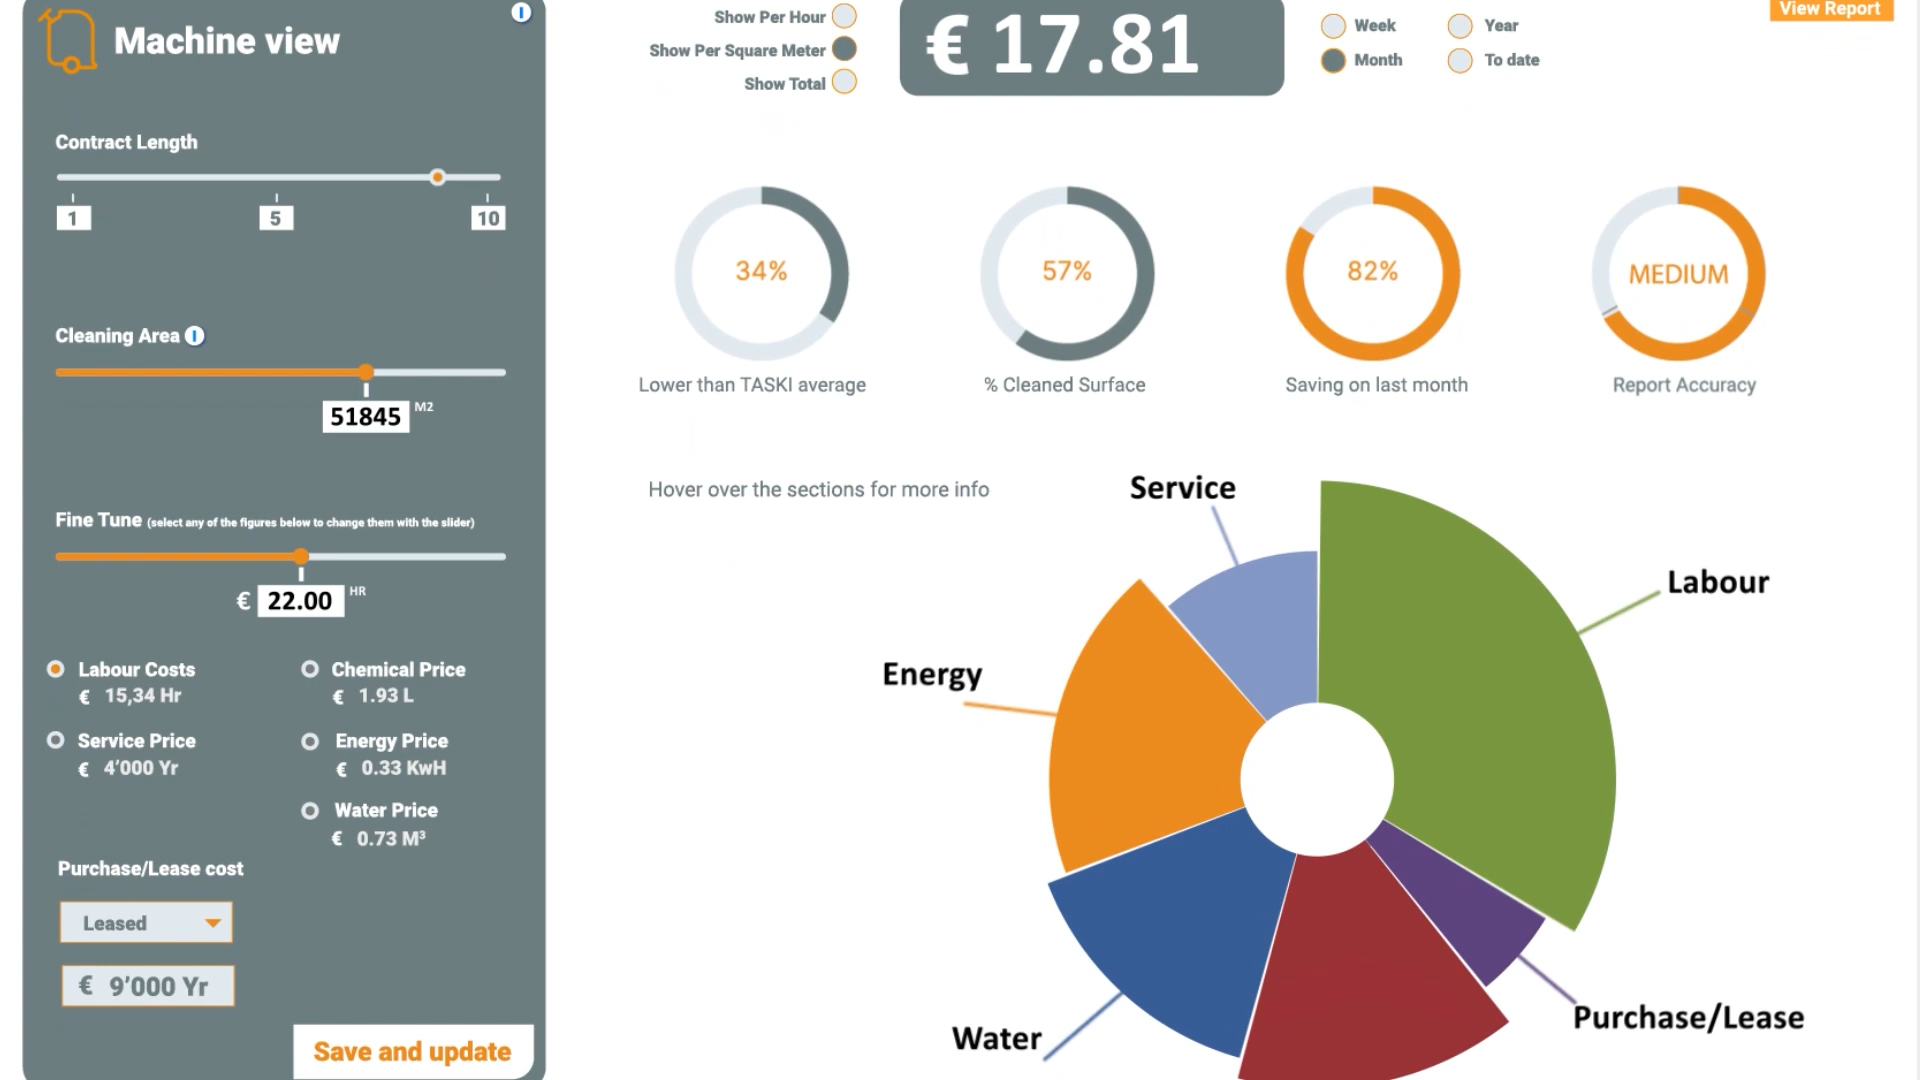 Machine view
I
Contract Length
1 5 10
Cleaning Area I
51845 M2
Fine Tune (select any of the figures below to change them with the slider)
€ 22.00 HR
Labour Costs
€ 15,34 Hr
Chemical Price
€ 1.93 L
Service Price
€ 4’000 Yr
Energy Price
€ 0.33 KwH
Water Price
€ 0.73 M³
Purchase/Lease cost
Leased
€ 9’000 Yr
Save and update
Show Per Hour
Show Per Square Meter
Show Total
€ 17.81
Week
Year
Month
To date
View Report
34%
Lower than TASKI average
57%
% Cleaned Surface
82%
Saving on last month
MEDIUM
Report Accuracy
Hover over the sections for more info
Service
Labour
Energy
Water
Purchase/Lease